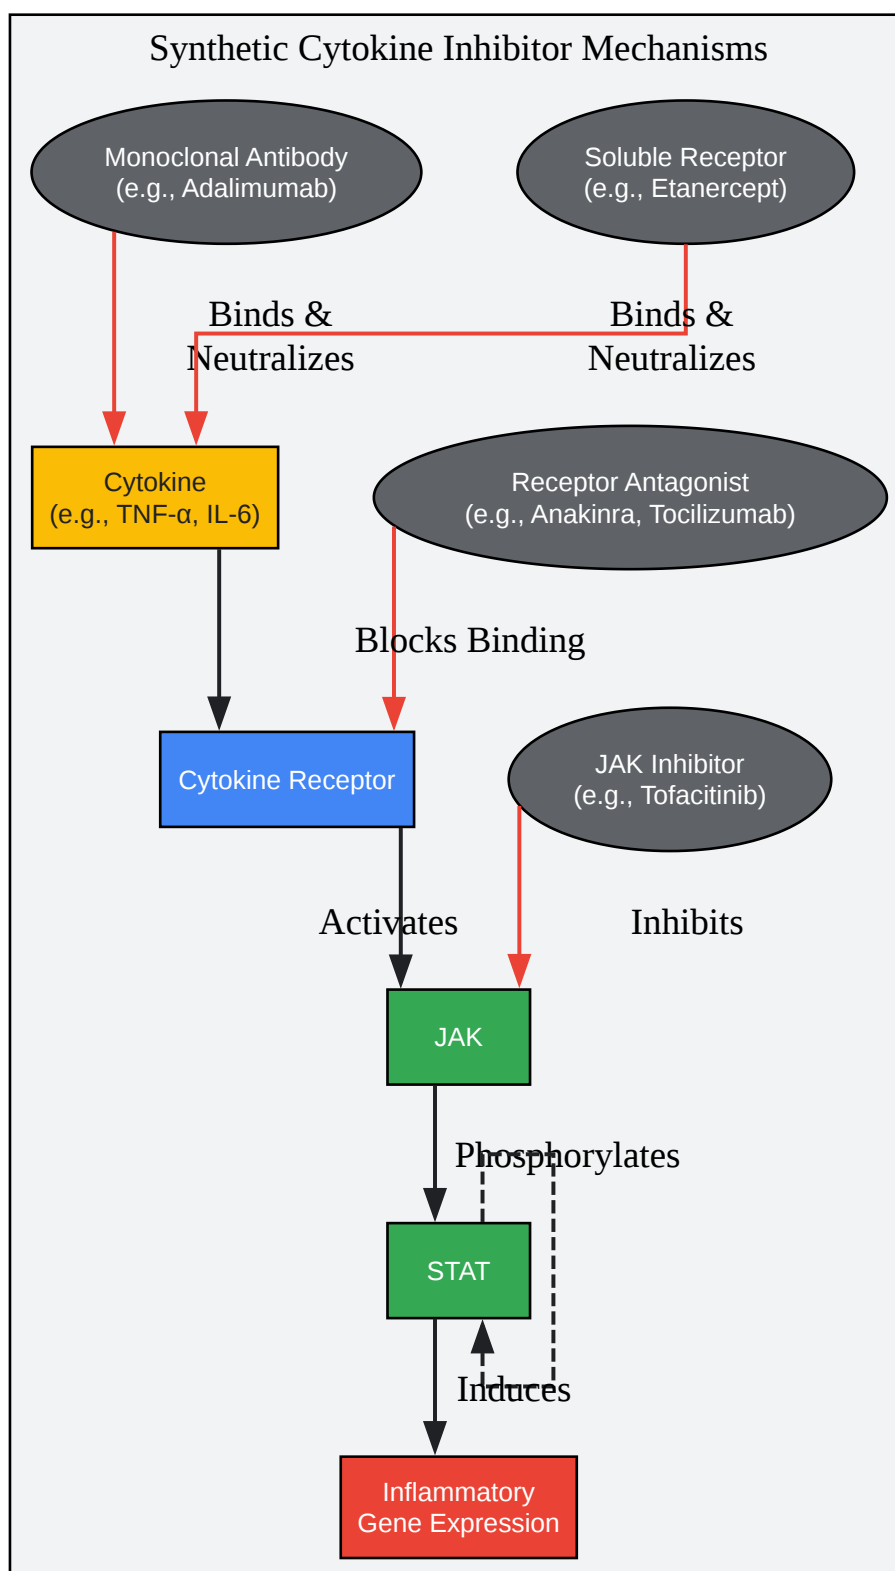 Synthetic Cytokine Inhibitor Mechanisms
Monoclonal Antibody
(e.g., Adalimumab)
Soluble Receptor
(e.g., Etanercept)
Binds &
Neutralizes
Binds &
Neutralizes
Cytokine
(e.g., TNF-α, IL-6)
Receptor Antagonist
(e.g., Anakinra, Tocilizumab)
Blocks Binding
Cytokine Receptor
JAK Inhibitor
(e.g., Tofacitinib)
Activates
Inhibits
JAK
Phosphorylates
STAT
Induces
Inflammatory
Gene Expression